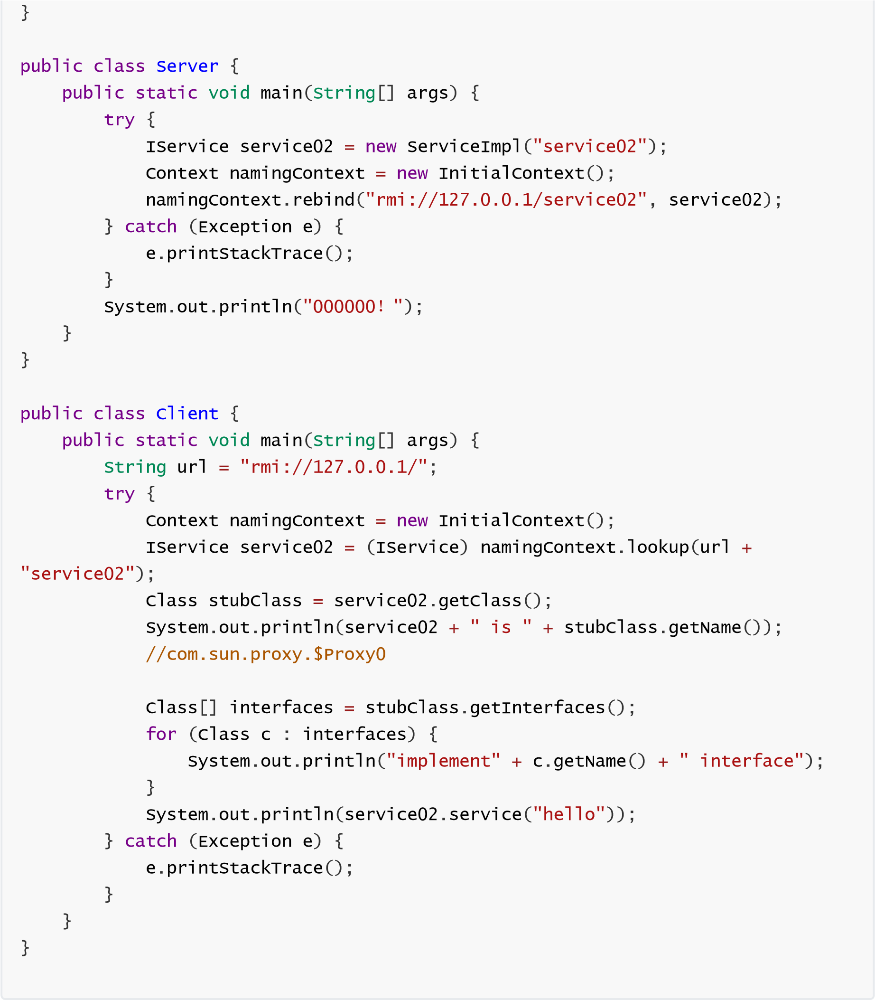 }

public class Server {
    public static void main(String[] args) {
        try {
            IService service02 = new ServiceImpl("service02");
            Context namingContext = new InitialContext();
            namingContext.rebind("rmi://127.0.0.1/service02", service02);
        } catch (Exception e) {
            e.printStackTrace();
        }
        System.out.println("000000！");
    }
}

public class Client {
    public static void main(String[] args) {
        String url = "rmi://127.0.0.1/";
        try {
            Context namingContext = new InitialContext();
            IService service02 = (IService) namingContext.lookup(url +
"service02");
            Class stubClass = service02.getClass();
            System.out.println(service02 + " is " + stubClass.getName());
            //com.sun.proxy.$Proxy0

            Class[] interfaces = stubClass.getInterfaces();
            for (Class c : interfaces) {
                System.out.println("implement" + c.getName() + " interface");
            }
            System.out.println(service02.service("hello"));
        } catch (Exception e) {
            e.printStackTrace();
        }
    }
}